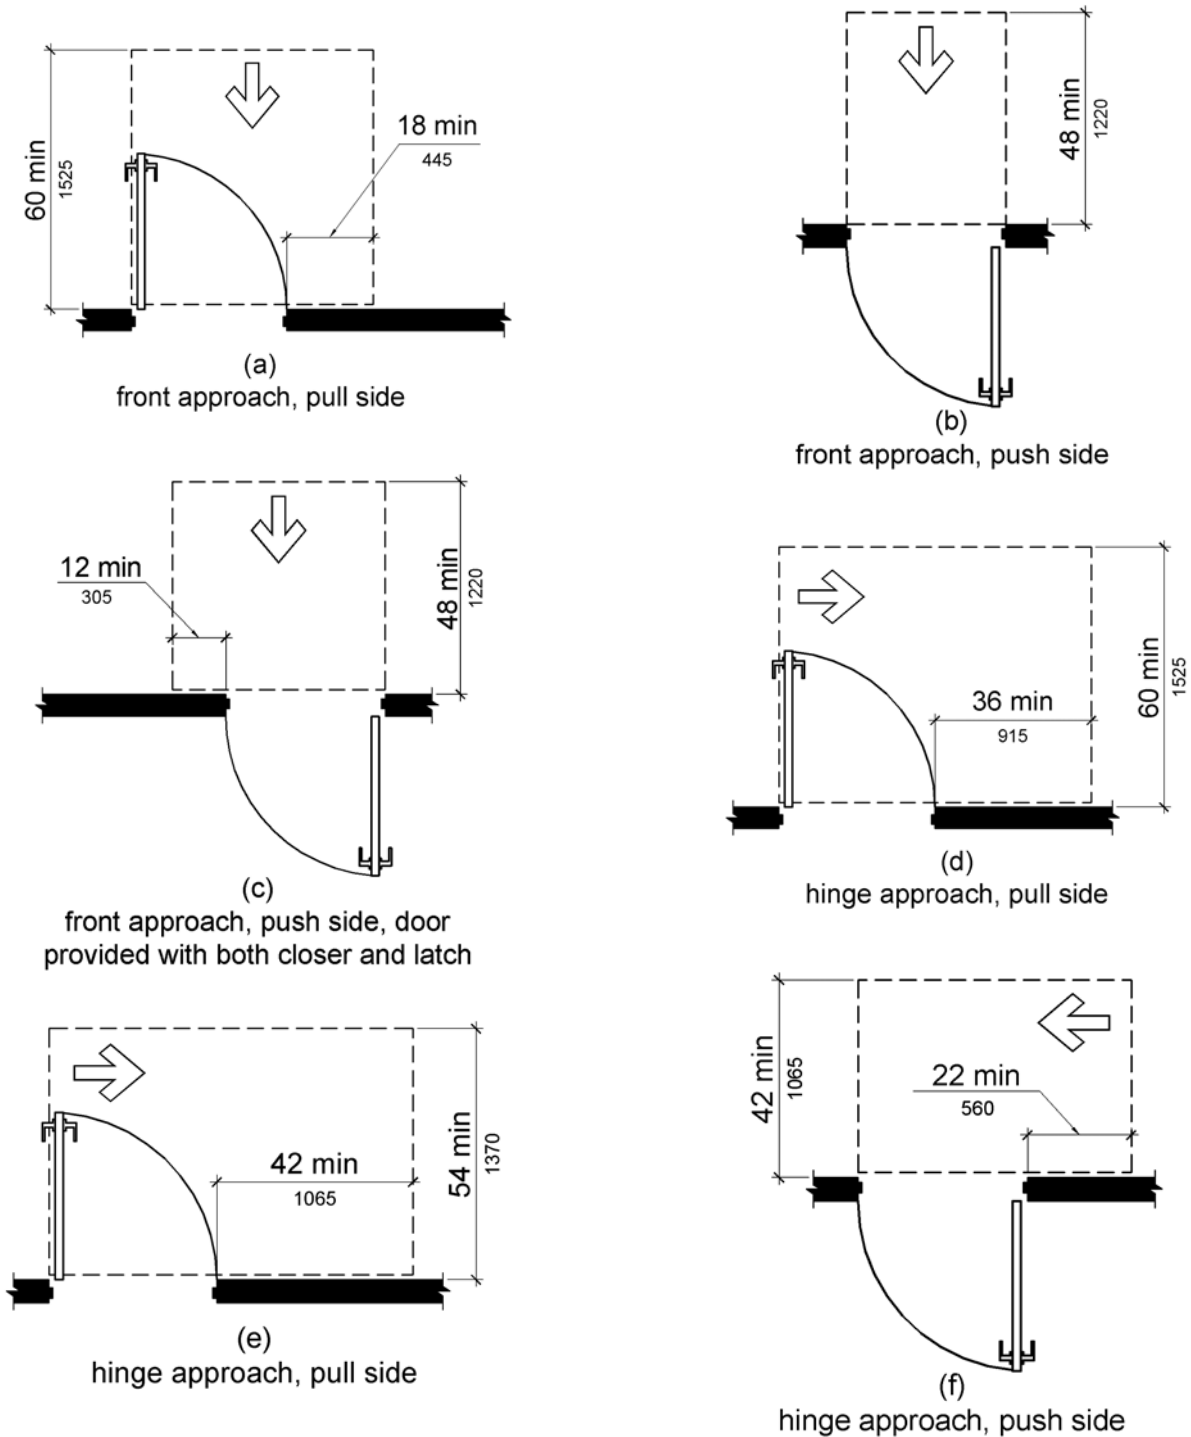 60 min
1525
18 min
445
(a)
front approach, pull side
48 min
1220
(b)
front approach, push side
12 min
305
48 min
1220
(c)
front approach, push side, door
provided with both closer and latch
36 min
915
60 min
1525
(d)
hinge approach, pull side
42 min
1065
54 min
1370
(e)
hinge approach, pull side
42 min
1065
22 min
560
(f)
hinge approach, push side